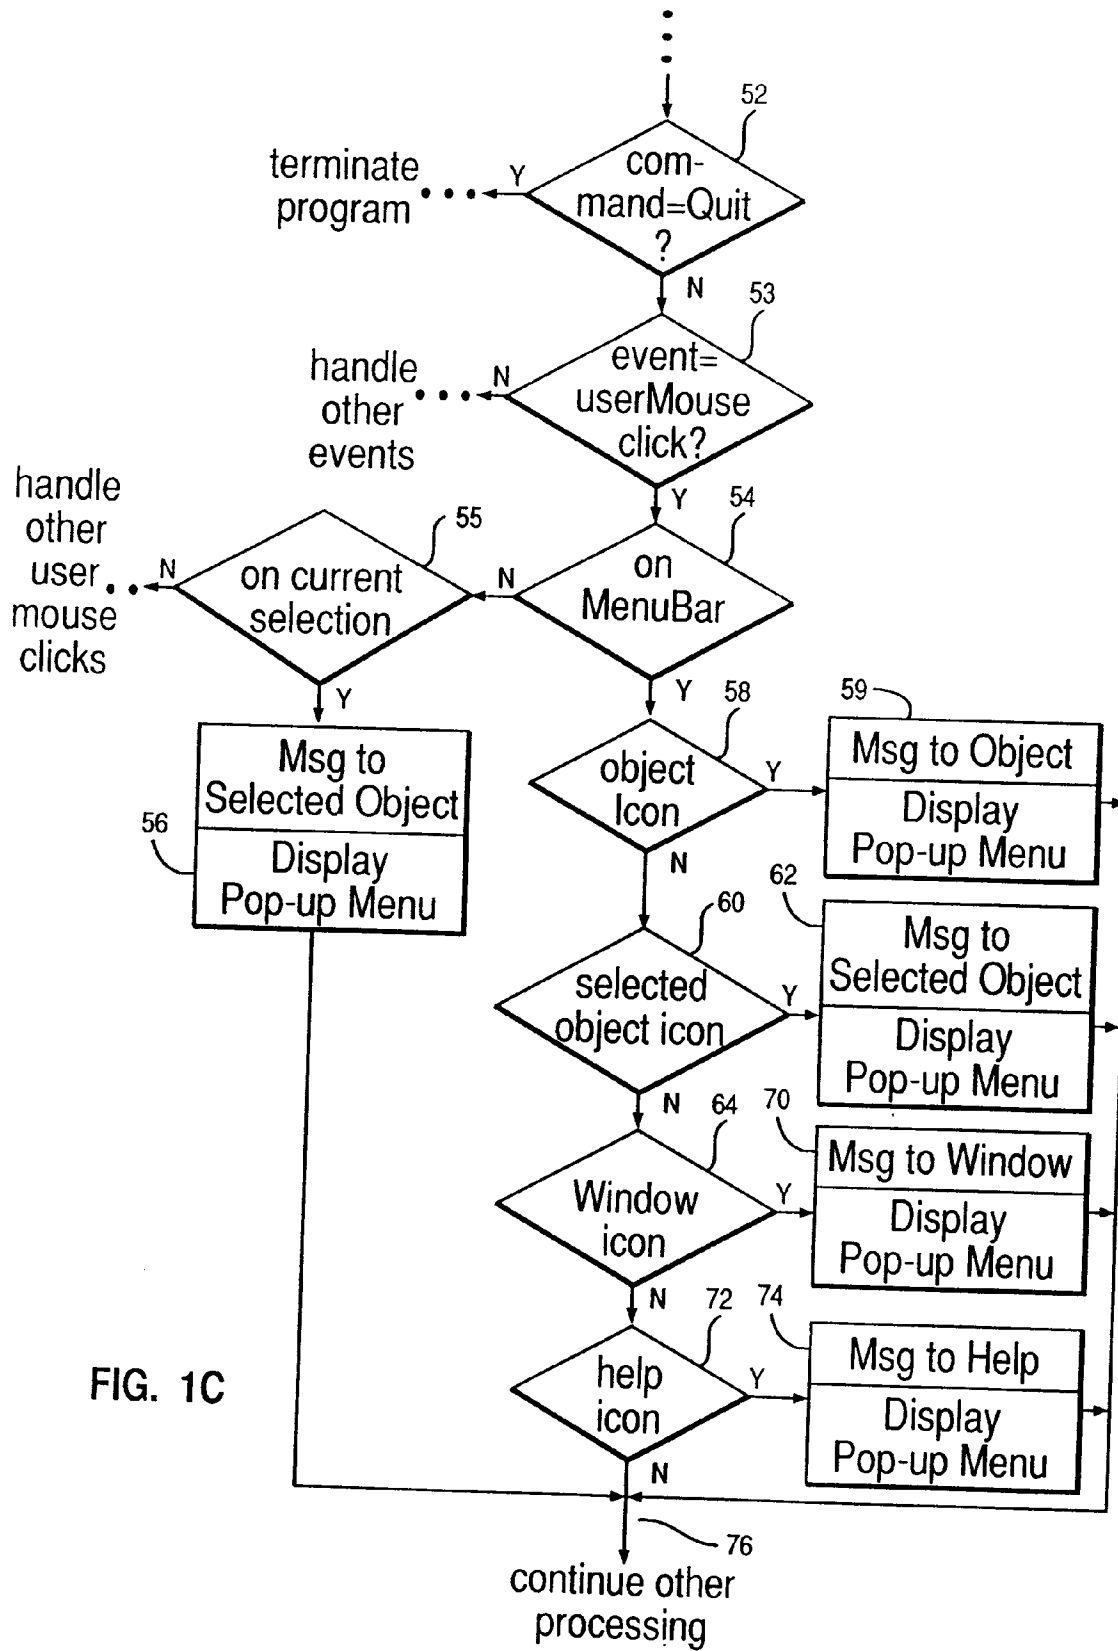 52
com-
mand=Quit
?
Y
terminate
program
N
53
event=
userMouse
click?
N
handle
other
events
Y
54
on
MenuBar
N
55
on current
selection
N
handle
other
user
mouse
clicks
Y
Msg to
Selected Object
Display
Pop-up Menu
56
Y
58
object
Icon
Y
59
Msg to Object
Display
Pop-up Menu
N
60
selected
object icon
Y
62
Msg to
Selected Object
Display
Pop-up Menu
N
64
Window
icon
Y
70
Msg to Window
Display
Pop-up Menu
N
72
help
icon
Y
74
Msg to Help
Display
Pop-up Menu
N
FIG. 1C
76
continue other
processing